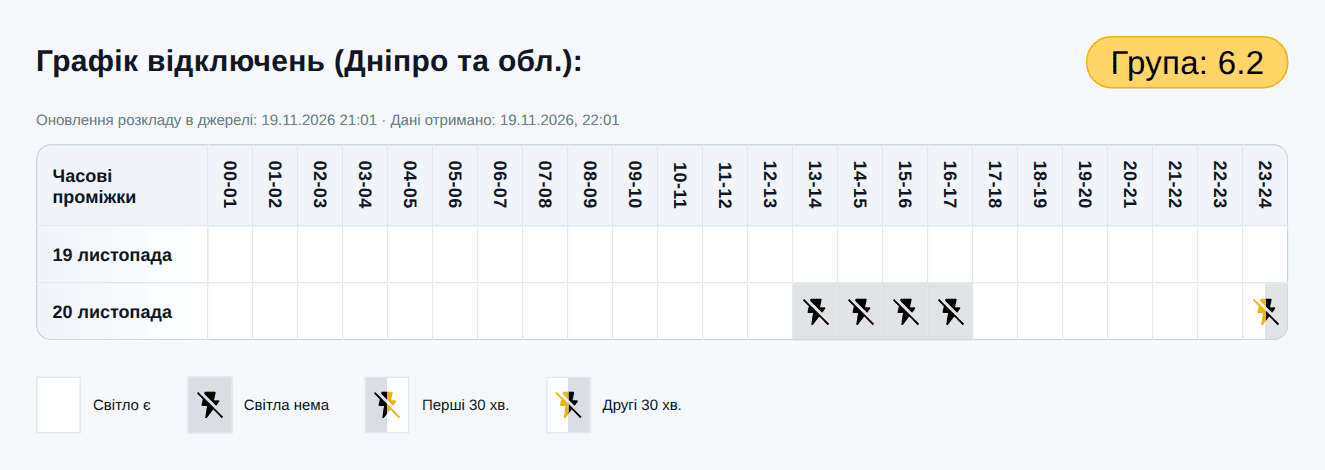 Графік відключень (Дніпро та обл.):
Група: 6.2
Оновлення розкладу в джерелі: 19.11.2026 21:01 · Дані отримано: 19.11.2026, 22:01
Часові
проміжки
00-01
01-02
02-03
03-04
04-05
05-06
06-07
07-08
08-09
09-10
10-11
11-12
12-13
13-14
14-15
15-16
16-17
17-18
18-19
19-20
20-21
21-22
22-23
23-24
19 листопада
20 листопада
Світло є
Світла нема
Перші 30 хв.
Другі 30 хв.